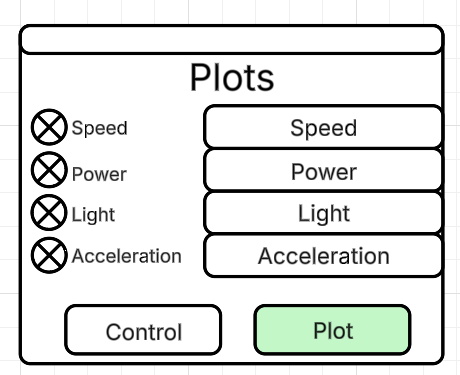 Plots
Speed Speed
Power Power
Light Light
Acceleration Acceleration
Control Plot